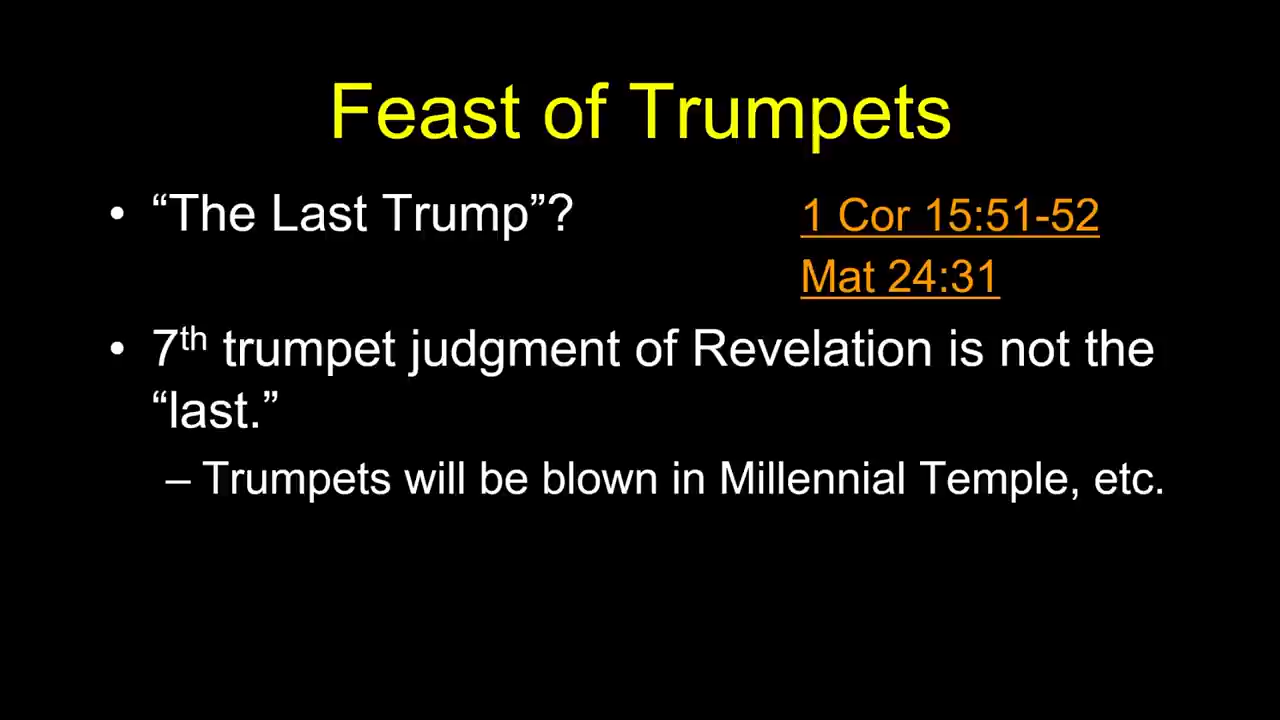 Feast of Trumpets
• “The Last Trump”? 1 Cor 15:51-52
Mat 24:31
• 7th trumpet judgment of Revelation is not the
“last.”
– Trumpets will be blown in Millennial Temple, etc.